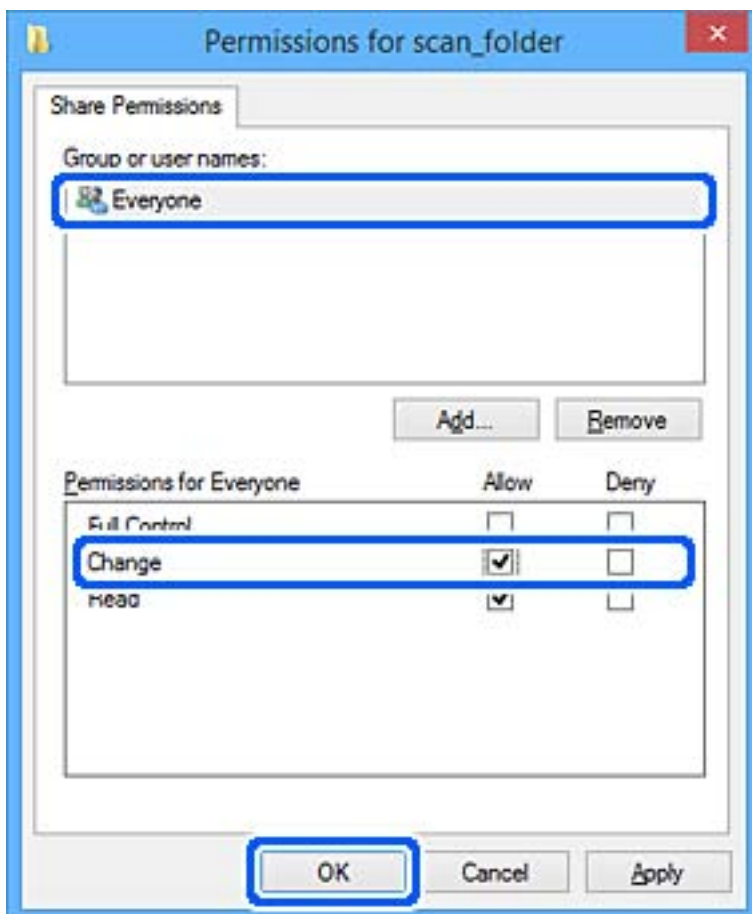 Permissions for scan_folder
Share Permissions
Group or user names:
Everyone
Add... Remove
Permissions for Everyone Allow Deny
Full Control
Change
Read
OK Cancel Apply